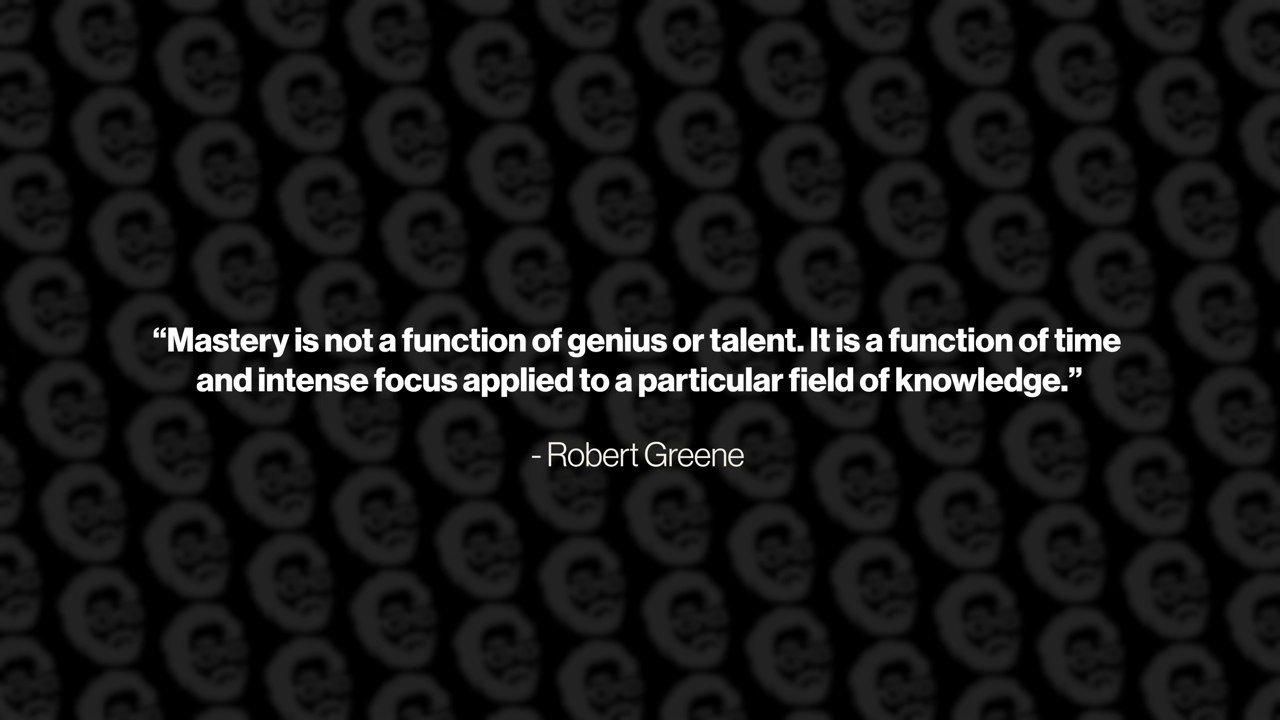 “Mastery is not a function of genius or talent. It is a function of time
and intense focus applied to a particular field of knowledge.”
- Robert Greene